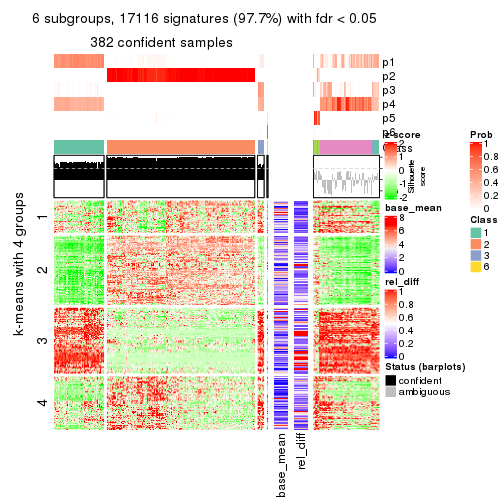 6 subgroups, 17116 signatures (97.7%) with fdr < 0.05
382 confident samples
p1
p2
p3
p4
p5
p6
Class
z-score
2
1
0
-1
-2
Silhouette
score
Prob
1
0.8
0.6
0.4
0.2
0
base_mean
8
6
4
2
0
Class
1
2
3
6
rel_diff
1
0.8
0.6
0.4
0.2
0
Status (barplots)
confident
ambiguous
k-means with 4 groups
1
2
3
4
base_mean
rel_diff